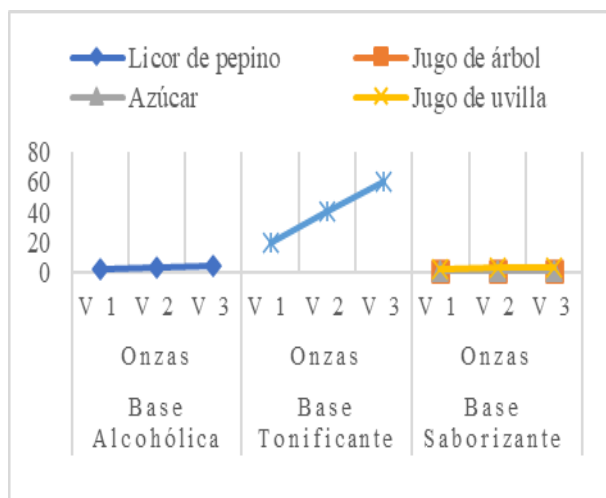 Licor de pepino Jugo de árbol
Azúcar Jugo de uvilla
80
60
40
20
0
V 1 V 2 V 3 V 1 V 2 V 3 V 1 V 2 V 3
Onzas Onzas Onzas
Base Base Base
Alcohólica Tonificante Saborizante